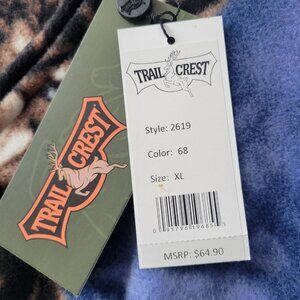 TRAIL CREST
Style: 2619
Color: 68
Size: XL
MSRP: $64.90
TRAIL CREST